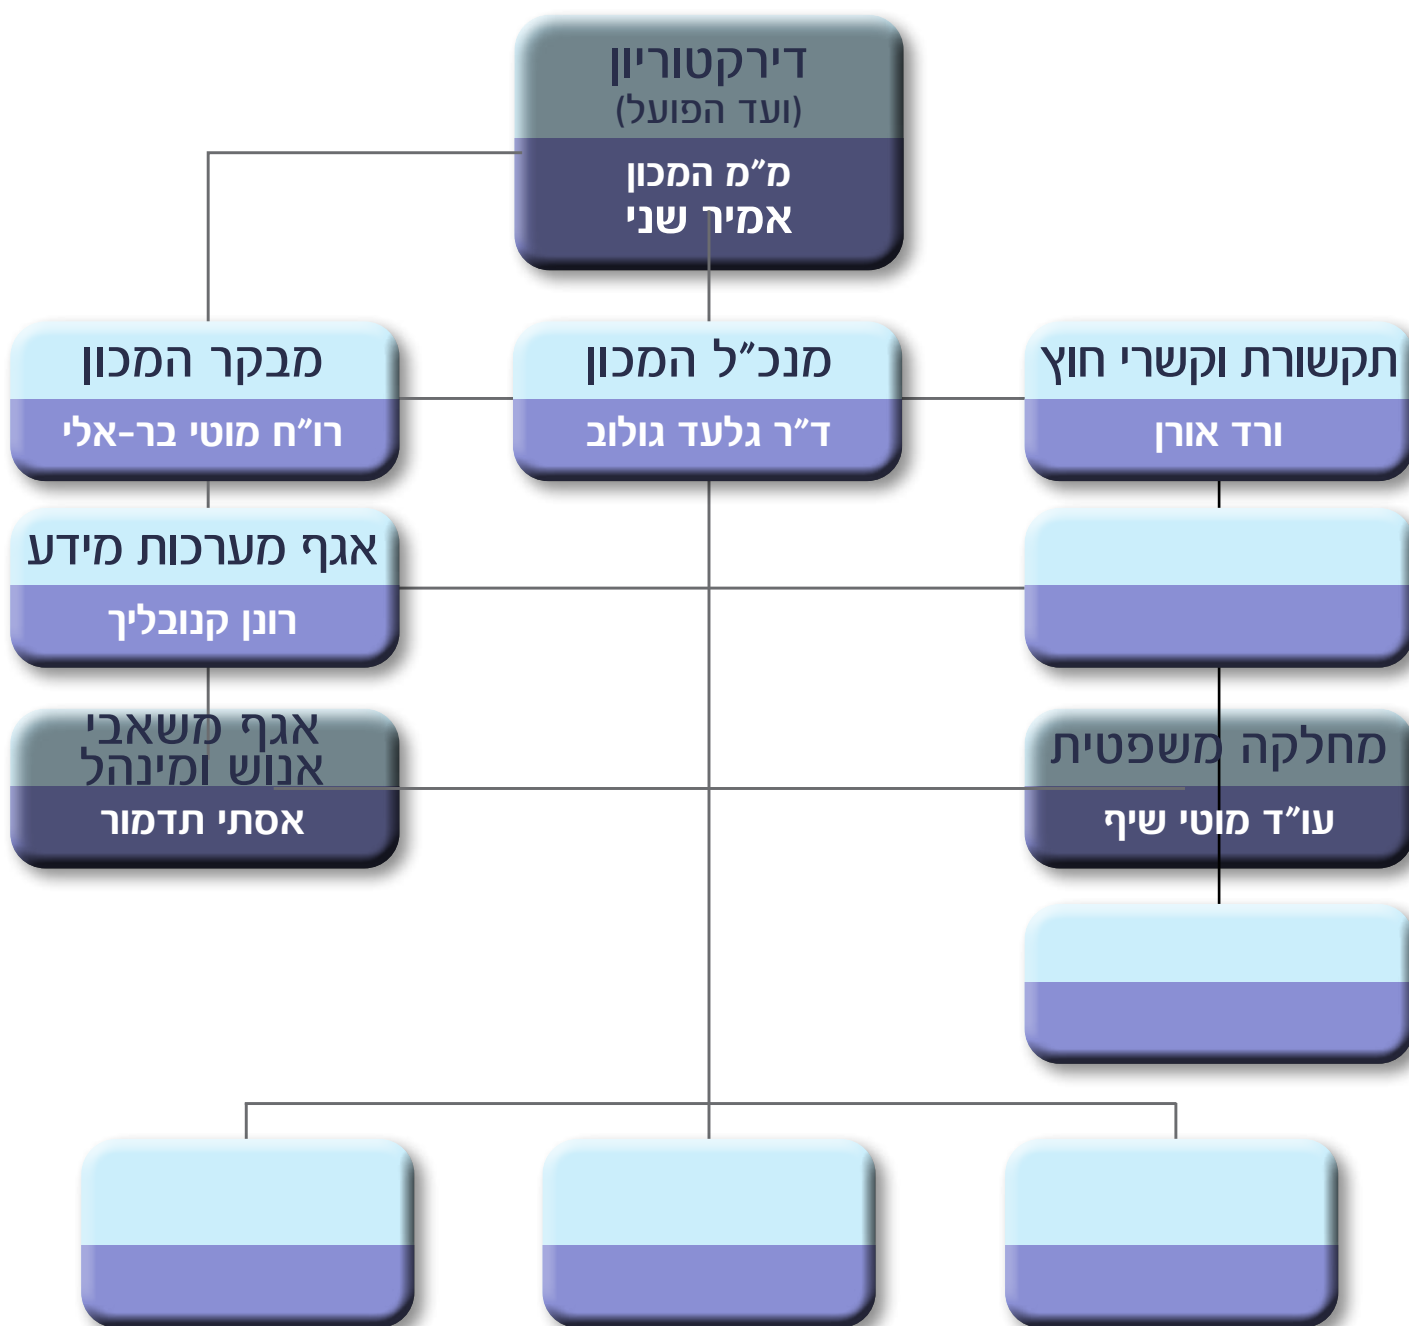 דירקטוריון
(ועד הפועל)
מ״מ המכון
אמיר שני
תקשורת וקשרי חוץ
ורד אורן
מנכ״ל המכון
ד״ר גלעד גולוב
מבקר המכון
רו״ח מוטי בר-אלי
אגף מערכות מידע
רונן קנובליך
מחלקה משפטית
עו״ד מוטי שיף
אגף משאבי
אנוש ומינהל
אסתי תדמור